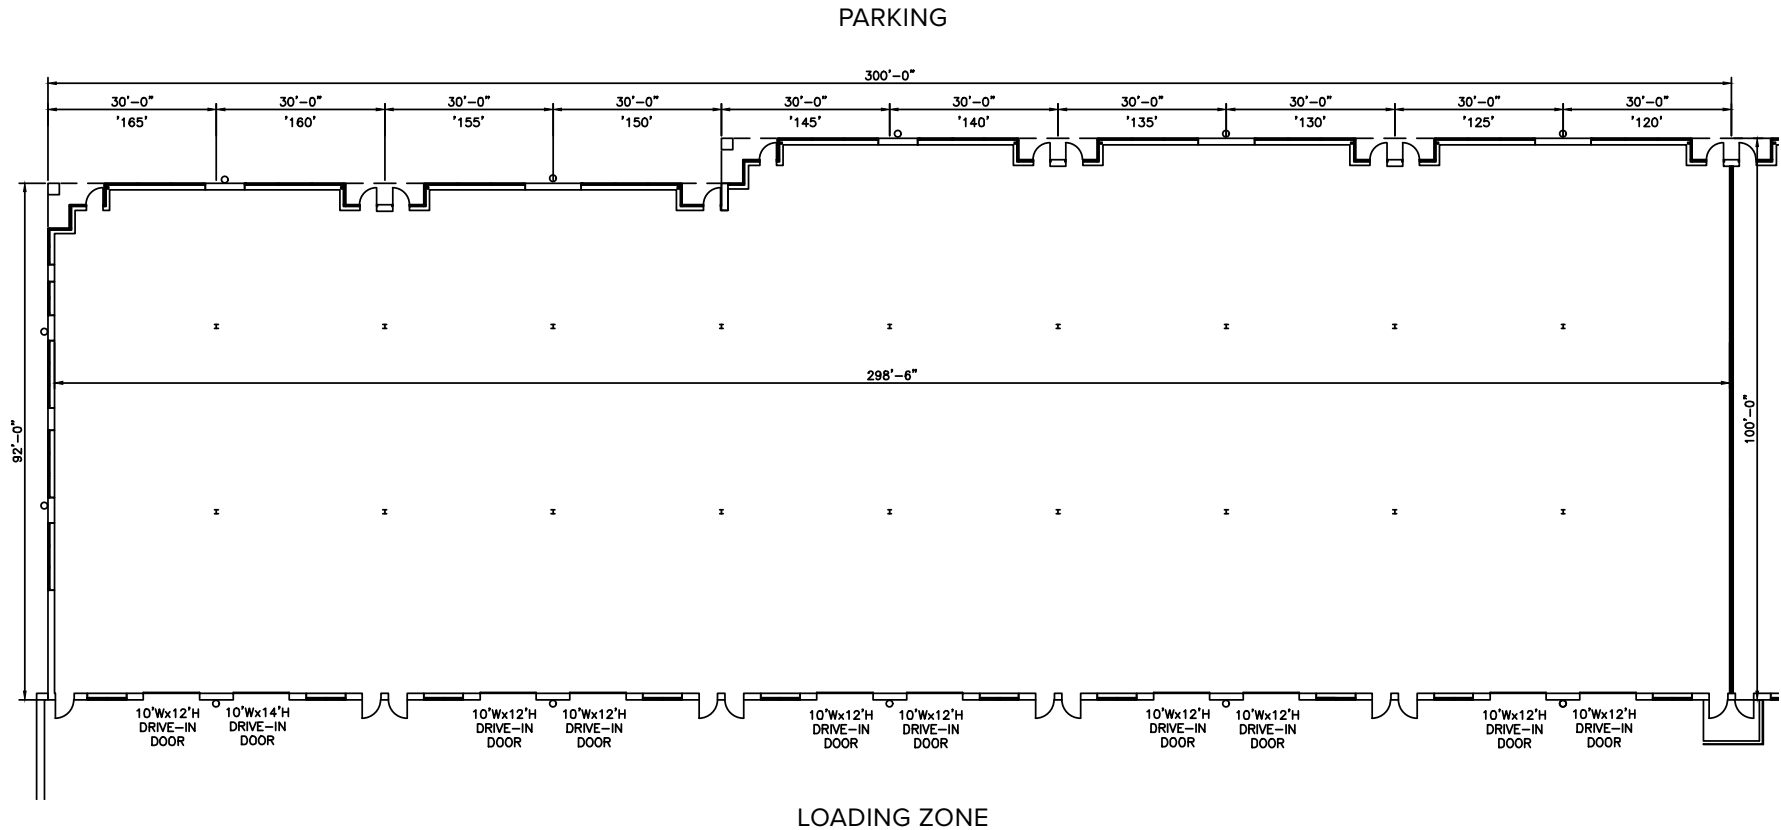 PARKING
300'-0"
30'-0" 30'-0" 30'-0" 30'-0" 30'-0" 30'-0" 30'-0" 30'-0" 30'-0" 30'-0"
'165' '160' '155' '150' '145' '140' '135' '130' '125' '120'
298'-6"
92'-0"
100'-0"
10'Wx12'H
DRIVE-IN
DOOR
10'Wx14'H
DRIVE-IN
DOOR
10'Wx12'H
DRIVE-IN
DOOR
10'Wx12'H
DRIVE-IN
DOOR
10'Wx12'H
DRIVE-IN
DOOR
10'Wx12'H
DRIVE-IN
DOOR
10'Wx12'H
DRIVE-IN
DOOR
10'Wx12'H
DRIVE-IN
DOOR
10'Wx12'H
DRIVE-IN
DOOR
10'Wx12'H
DRIVE-IN
DOOR
LOADING ZONE